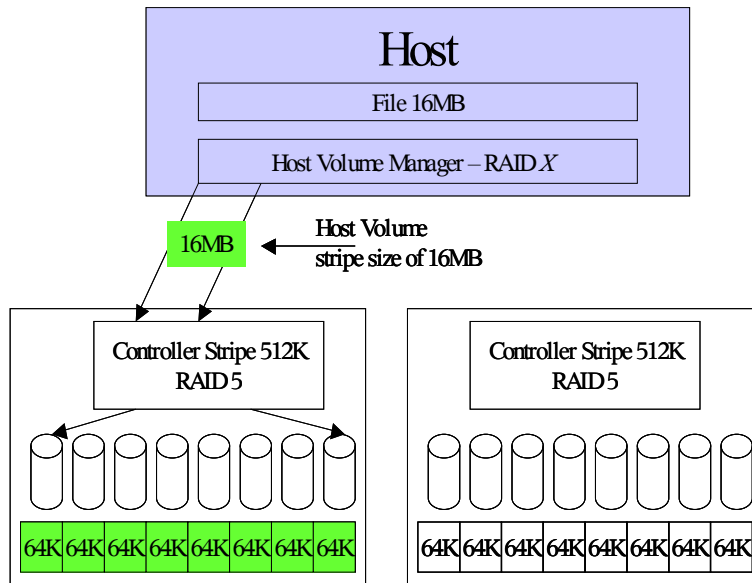 Host
File 16MB
Host Volume Manager – RAID X
16MB
Host Volume
stripe size of 16MB
Controller Stripe 512K
RAID 5
Controller Stripe 512K
RAID 5
64K 64K 64K 64K 64K 64K 64K 64K
64K 64K 64K 64K 64K 64K 64K 64K